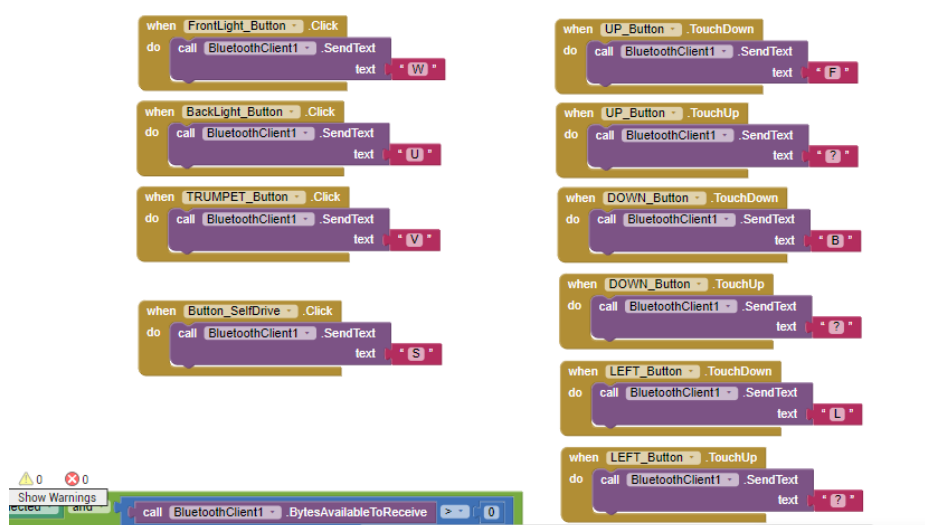 when FrontLight_Button .Click
do call BluetoothClient1 .SendText
text " W "
when BackLight_Button .Click
do call BluetoothClient1 .SendText
text " U "
when TRUMPET_Button .Click
do call BluetoothClient1 .SendText
text " V "
when Button_SelfDrive .Click
do call BluetoothClient1 .SendText
text " S "
when UP_Button .TouchDown
do call BluetoothClient1 .SendText
text " F "
when UP_Button .TouchUp
do call BluetoothClient1 .SendText
text " ? "
when DOWN_Button .TouchDown
do call BluetoothClient1 .SendText
text " B "
when DOWN_Button .TouchUp
do call BluetoothClient1 .SendText
text " ? "
when LEFT_Button .TouchDown
do call BluetoothClient1 .SendText
text " L "
when LEFT_Button .TouchUp
do call BluetoothClient1 .SendText
text " ? "
0 0
Show Warnings
and
call BluetoothClient1 .BytesAvailableToReceive > 0